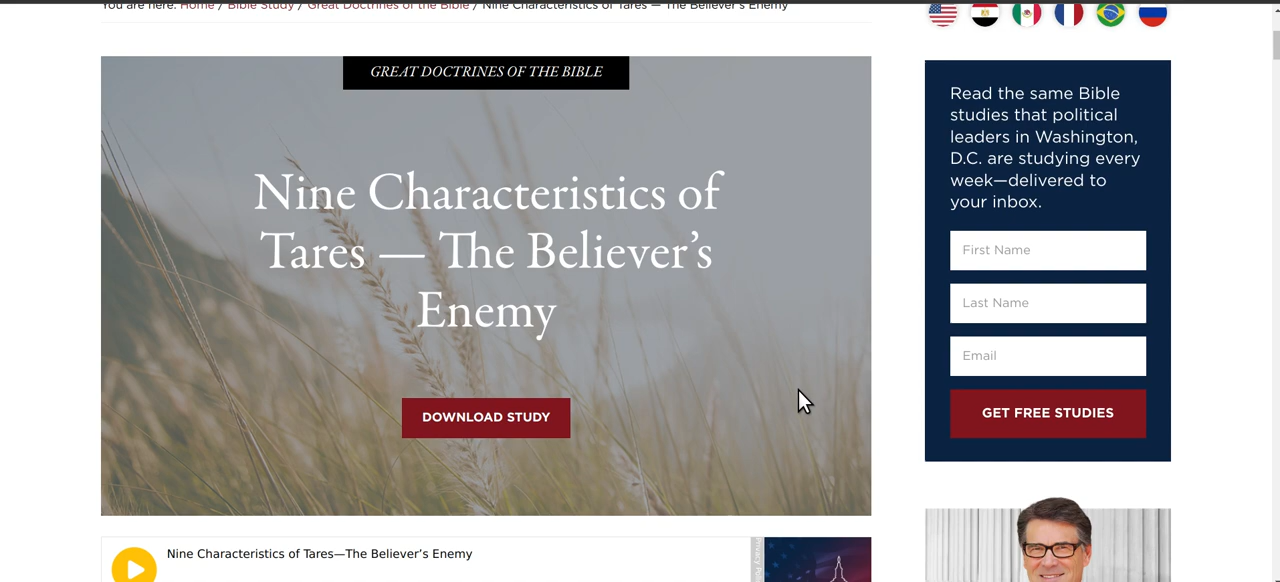 You are here: Home / Bible Study / Great Doctrines of the Bible / Nine Characteristics of Tares — The Believer's Enemy
GREAT DOCTRINES OF THE BIBLE
Nine Characteristics of
Tares — The Believer’s
Enemy
DOWNLOAD STUDY
Nine Characteristics of Tares—The Believer’s Enemy
Read the same Bible
studies that political
leaders in Washington,
D.C. are studying every
week—delivered to
your inbox.
First Name
Last Name
Email
GET FREE STUDIES